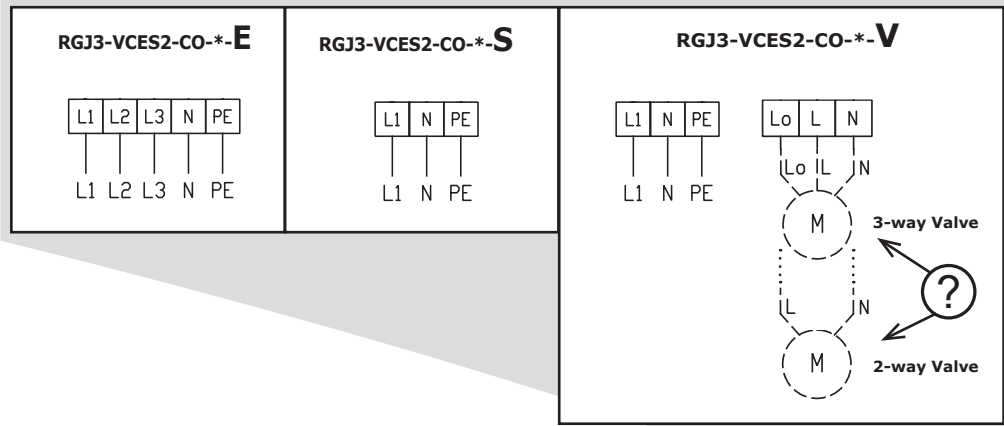 RGJ3-VCES2-CO-*-E
L1 L2 L3 N PE
L1 L2 L3 N PE
RGJ3-VCES2-CO-*-S
L1 N PE
L1 N PE
RGJ3-VCES2-CO-*-V
L1 N PE
L1 N PE
Lo L N
Lo L N
M 3-way Valve
?
L N
M 2-way Valve